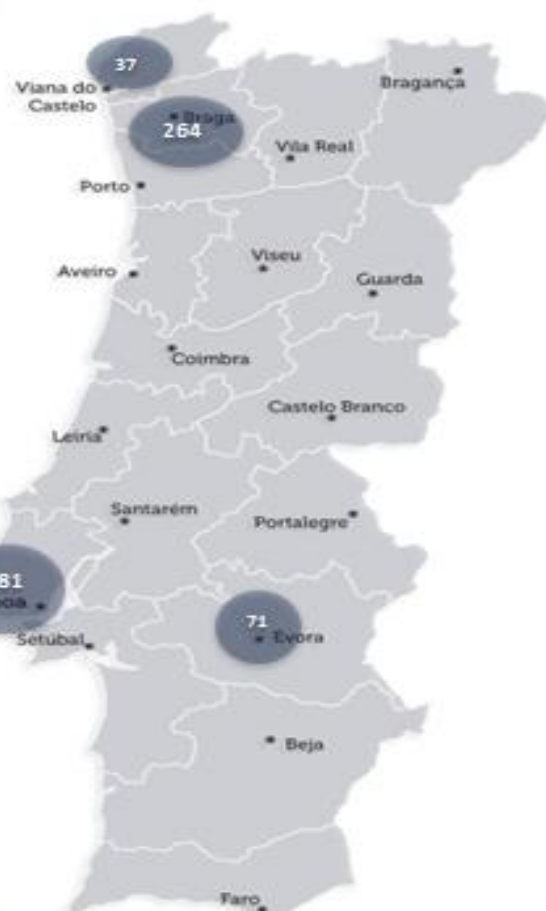 37
Viana do
Castelo
Bragança
Braga
264
Vila Real
Porto
Viseu
Aveiro
Guarda
Coimbra
Castelo Branco
Leiria
Santarém
Portalegre
81
oa
71
Évora
Setúbal
Beja
Faro